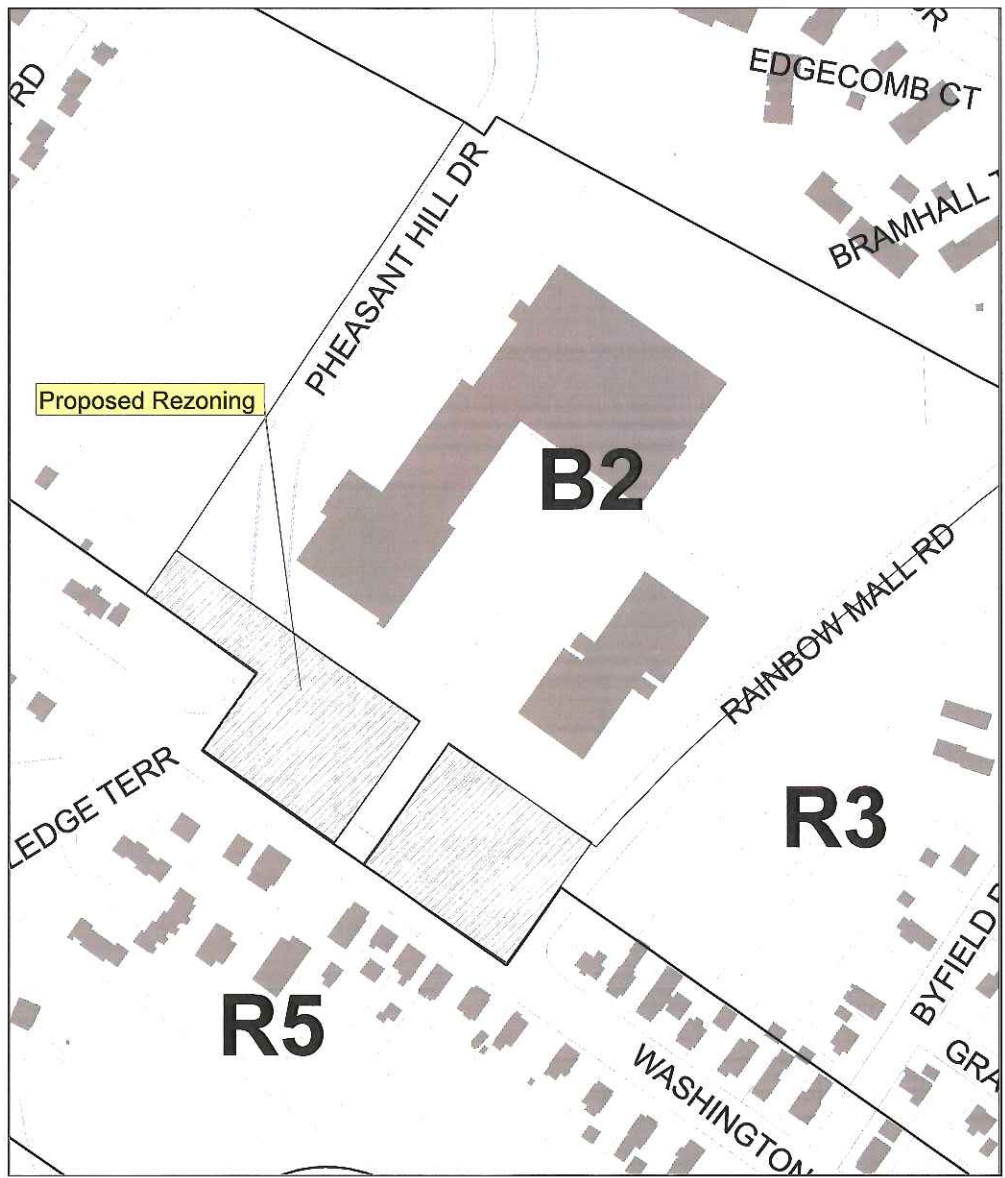 RD
EDGECOMB CT
BRAMHALL
PHEASANT HILL DR
Proposed Rezoning
B2
RAINBOW MALL RD
LEDGE TERR
R3
BYFIELD
R5
WASHINGTON